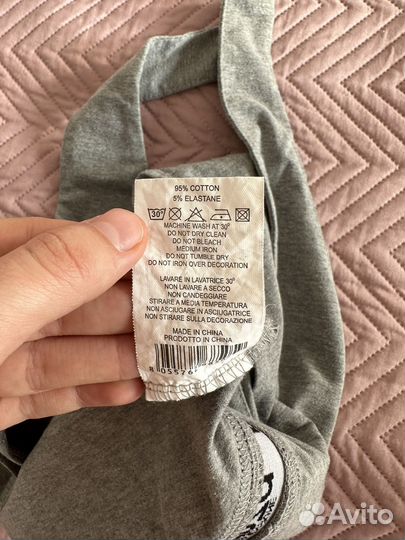 95% COTTON
5% ELASTANE
30°
MACHINE WASH AT 30°
DO NOT DRY CLEAN
DO NOT BLEACH
MEDIUM IRON
DO NOT TUMBLE DRY
DO NOT IRON OVER DECORATION
LAVARE IN LAVATRICE 30°
NON LAVARE A SECCO
NON CANDEGGIARE
STIRARE A MEDIA TEMPERATURA
NON ASCIUGARE IN ASCIUGATRICE
NON STIRARE SULLA DECORAZIONE
MADE IN CHINA
PRODOTTO IN CHINA
Avito